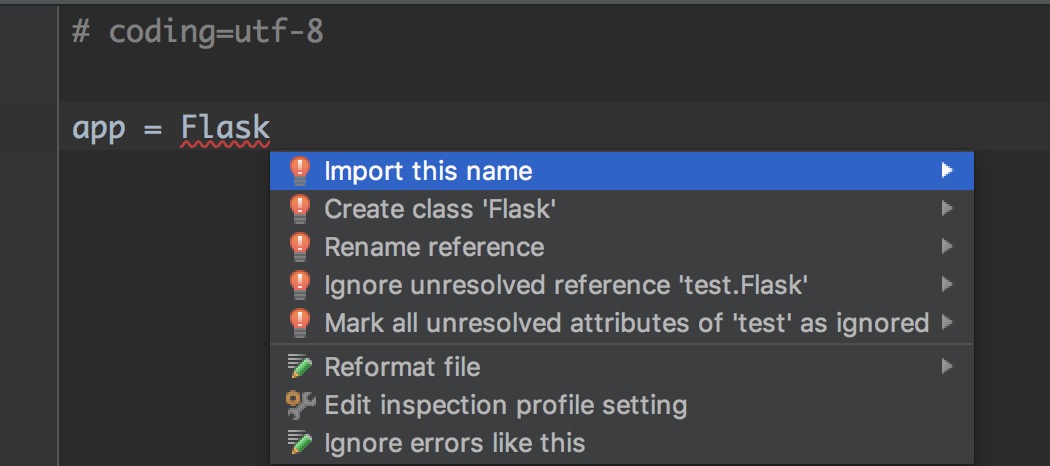 # coding=utf-8
app = Flask
Import this name
Create class 'Flask'
Rename reference
Ignore unresolved reference 'test.Flask'
Mark all unresolved attributes of 'test' as ignored
Reformat file
Edit inspection profile setting
Ignore errors like this